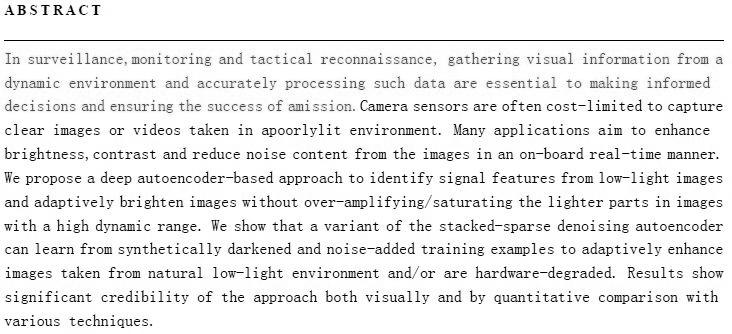 ABSTRACT
In surveillance, monitoring and tactical reconnaissance, gathering visual information from a
dynamic environment and accurately processing such data are essential to making informed
decisions and ensuring the success of amission. Camera sensors are often cost-limited to capture
clear images or videos taken in apoorlylit environment. Many applications aim to enhance
brightness, contrast and reduce noise content from the images in an on-board real-time manner.
We propose a deep autoencoder-based approach to identify signal features from low-light images
and adaptively brighten images without over-amplifying/saturating the lighter parts in images
with a high dynamic range. We show that a variant of the stacked-sparse denoising autoencoder
can learn from synthetically darkened and noise-added training examples to adaptively enhance
images taken from natural low-light environment and/or are hardware-degraded. Results show
significant credibility of the approach both visually and by quantitative comparison with
various techniques.